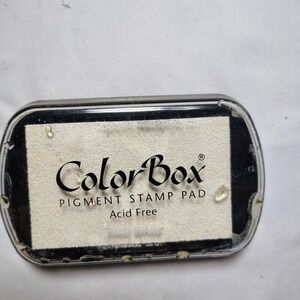 ColorBox®
PIGMENT STAMP PAD
Acid Free